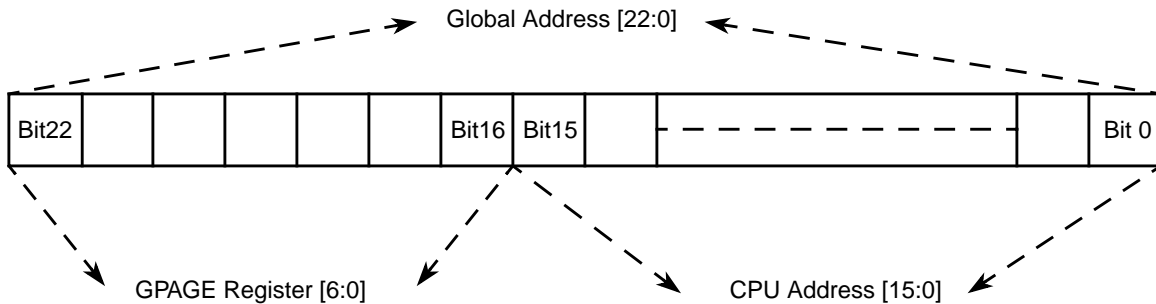 Global Address [22:0]
Bit22 Bit16 Bit15 Bit 0
GPAGE Register [6:0] CPU Address [15:0]